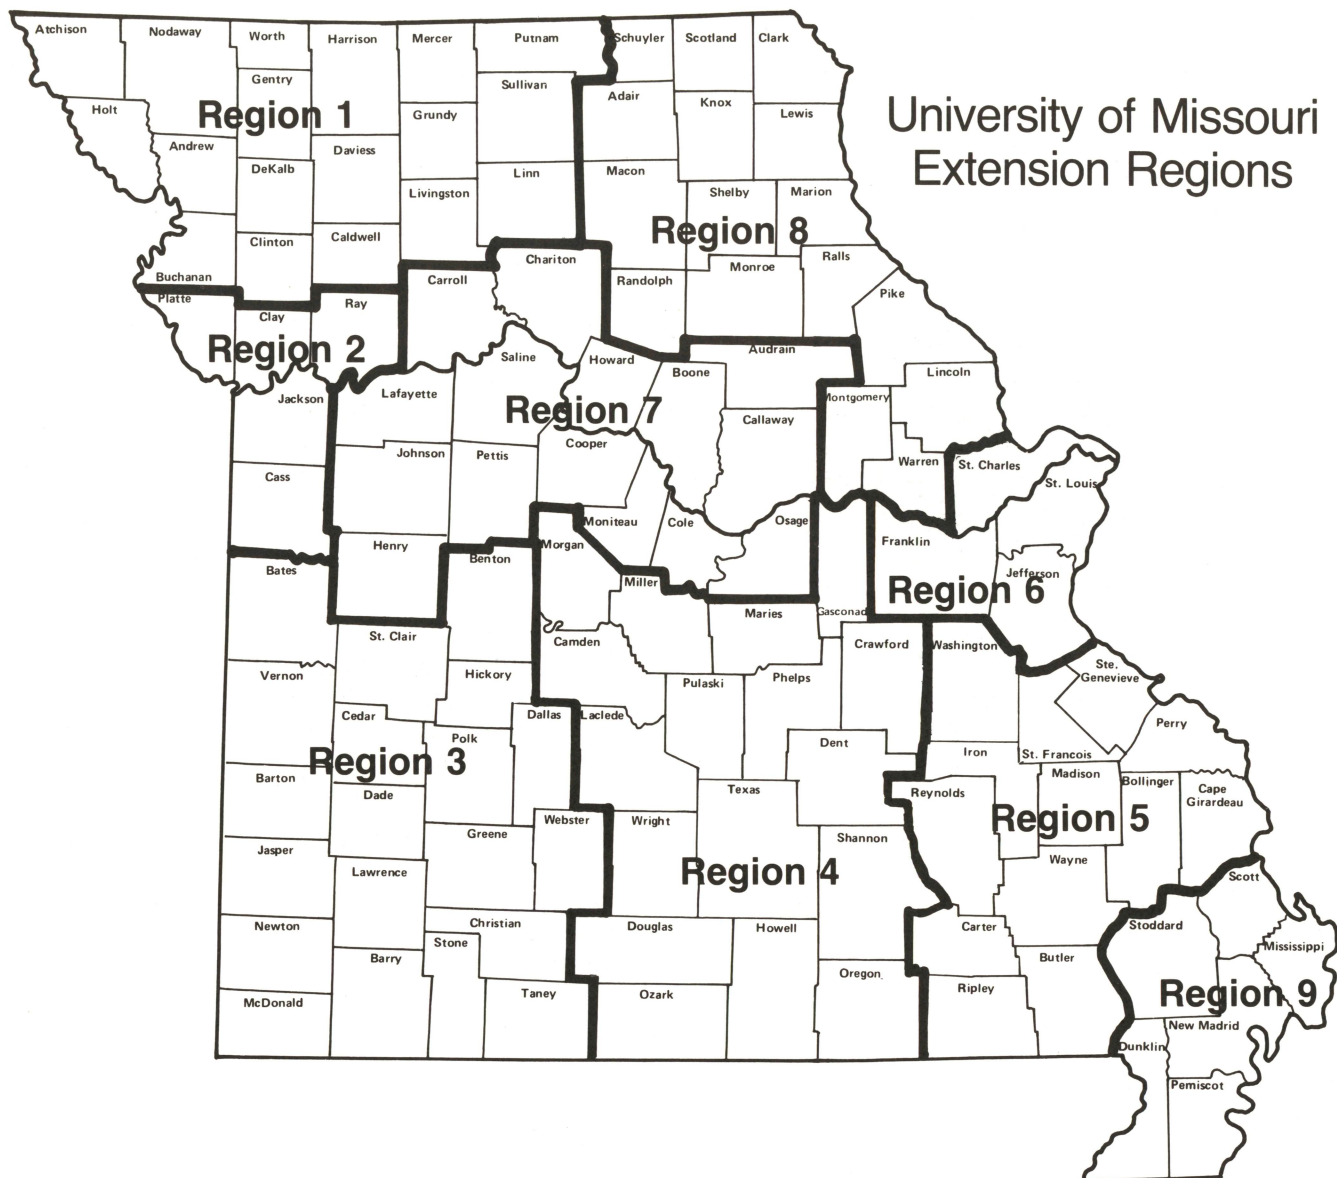 University of Missouri
Extension Regions
Atchison
Nodaway
Worth
Harrison
Mercer
Putnam
Schuyler
Scotland
Clark
Gentry
Sullivan
Adair
Knox
Lewis
Holt
Region 1
Grundy
Andrew
Daviess
DeKalb
Linn
Macon
Livingston
Shelby
Marion
Region 8
Clinton
Caldwell
Chariton
Monroe
Ralls
Buchanan
Carroll
Randolph
Platte
Ray
Pike
Clay
Region 2
Saline
Howard
Audrain
Boone
Lincoln
Jackson
Lafayette
Montgomery
Region 7
Callaway
Cooper
Johnson
Pettis
Warren
St. Charles
Cass
St. Louis
Moniteau
Cole
Osage
Henry
Morgan
Franklin
Benton
Bates
Miller
Jefferson
Region 6
Maries
Gasconad
St. Clair
Camden
Crawford
Washington
Ste.
Genevieve
Vernon
Hickory
Pulaski
Phelps
Cedar
Dallas
Laclede
Perry
Polk
Dent
Iron
St. Francois
Region 3
Barton
Madison
Bollinger
Cape
Girardeau
Dade
Texas
Reynolds
Webster
Wright
Region 5
Greene
Shannon
Jasper
Wayne
Lawrence
Region 4
Scott
Newton
Christian
Douglas
Howell
Carter
Stoddard
Stone
Mississippi
Barry
Butler
Oregon
Taney
Ozark
Ripley
Region 9
McDonald
New Madrid
Dunklin
Pemiscot